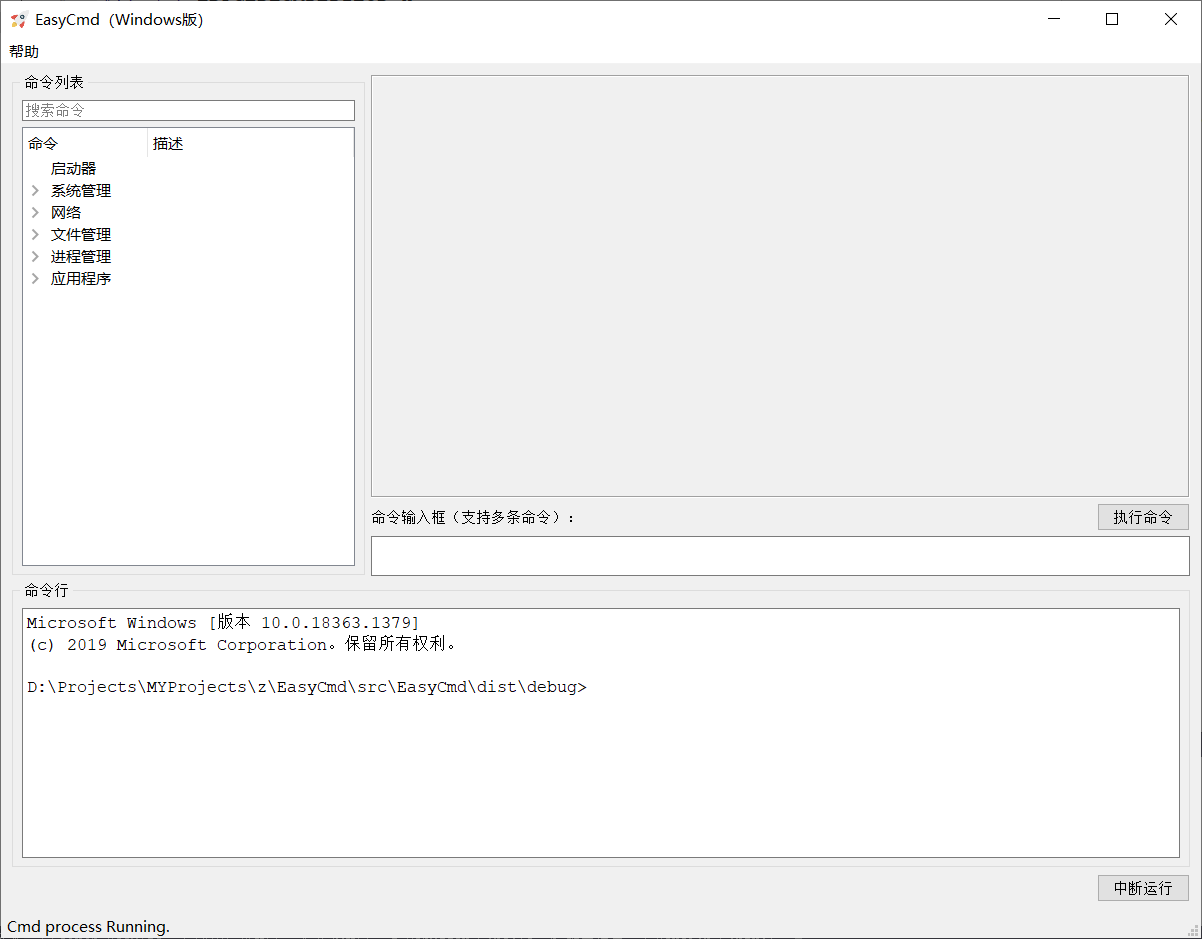 EasyCmd（Windows版）
帮助
命令列表
搜索命令
命令 描述
启动器
系统管理
网络
文件管理
进程管理
应用程序
命令输入框（支持多条命令）：
执行命令
命令行
Microsoft Windows [版本 10.0.18363.1379]
(c) 2019 Microsoft Corporation。保留所有权利。
D:\Projects\MYProjects\z\EasyCmd\src\EasyCmd\dist\debug>
中断运行
Cmd process Running.